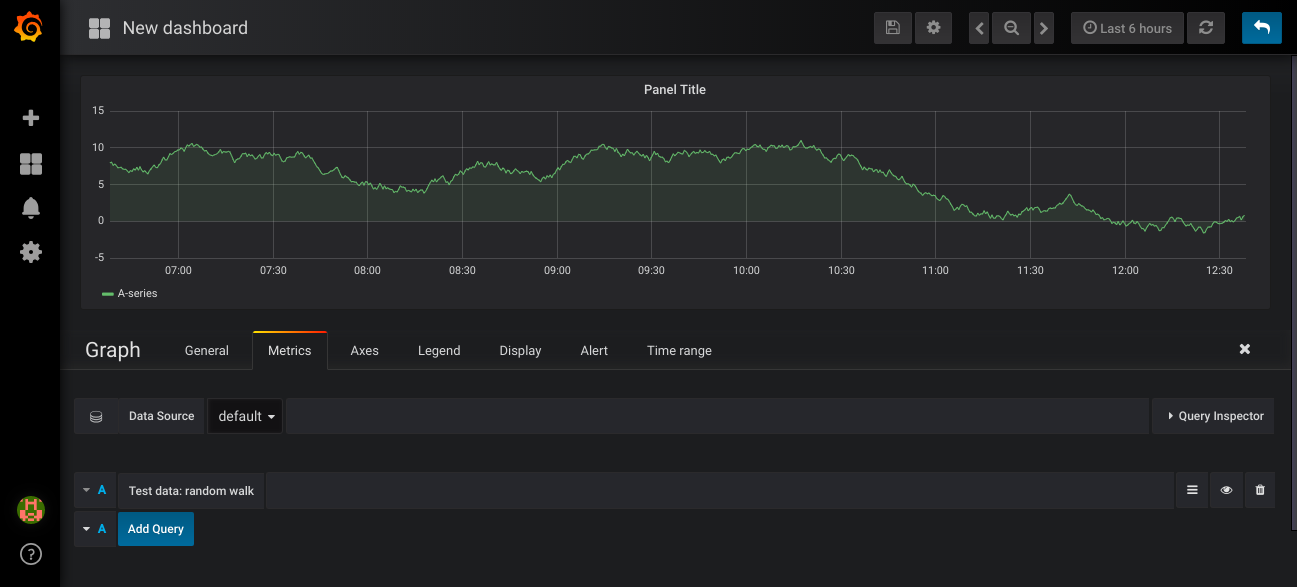 New dashboard
Last 6 hours
Panel Title
15
10
5
0
-5
07:00 07:30 08:00 08:30 09:00 09:30 10:00 10:30 11:00 11:30 12:00 12:30
A-series
Graph General Metrics Axes Legend Display Alert Time range
Data Source default Query Inspector
A Test data: random walk
A Add Query
?